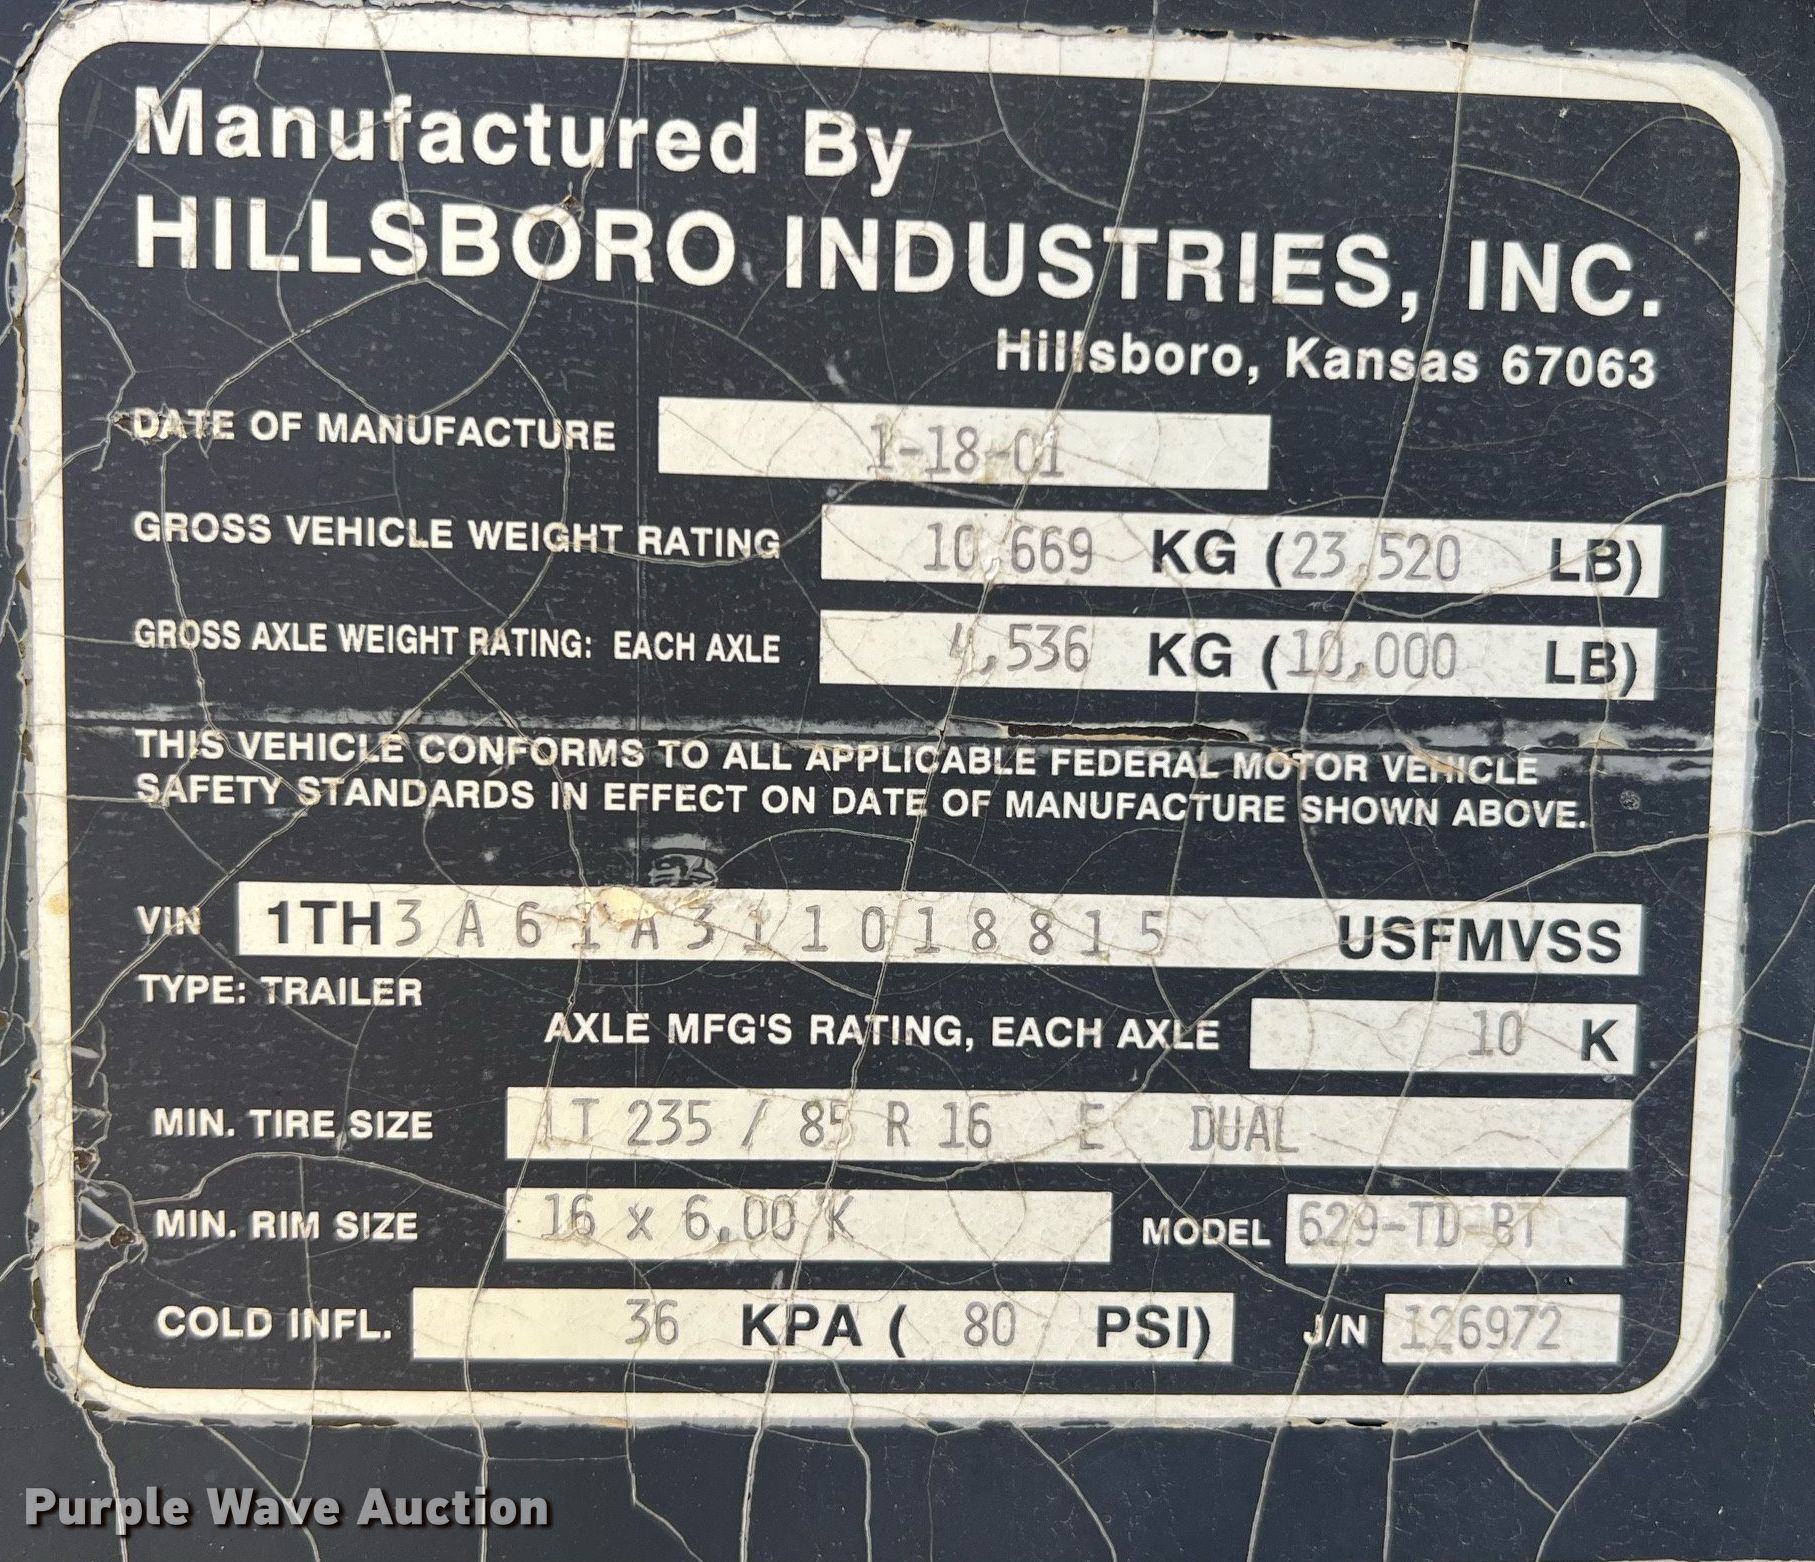 Manufactured By
HILLSBORO INDUSTRIES, INC.
Hillsboro, Kansas 67063
DATE OF MANUFACTURE 1-18-01
GROSS VEHICLE WEIGHT RATING 10,669 KG (23,520 LB)
GROSS AXLE WEIGHT RATING: EACH AXLE 4,536 KG (10,000 LB)
THIS VEHICLE CONFORMS TO ALL APPLICABLE FEDERAL MOTOR VEHICLE
SAFETY STANDARDS IN EFFECT ON DATE OF MANUFACTURE SHOWN ABOVE.
VIN 1TH3A61A311018815 USFMVSS
TYPE: TRAILER
AXLE MFG'S RATING, EACH AXLE 10 K
MIN. TIRE SIZE LT 235 / 85 R 16 E DUAL
MIN. RIM SIZE 16 x 6.00 K MODEL 629-TD-BT
COLD INFL. 36 KPA ( 80 PSI) J/N 126972
Purple Wave Auction